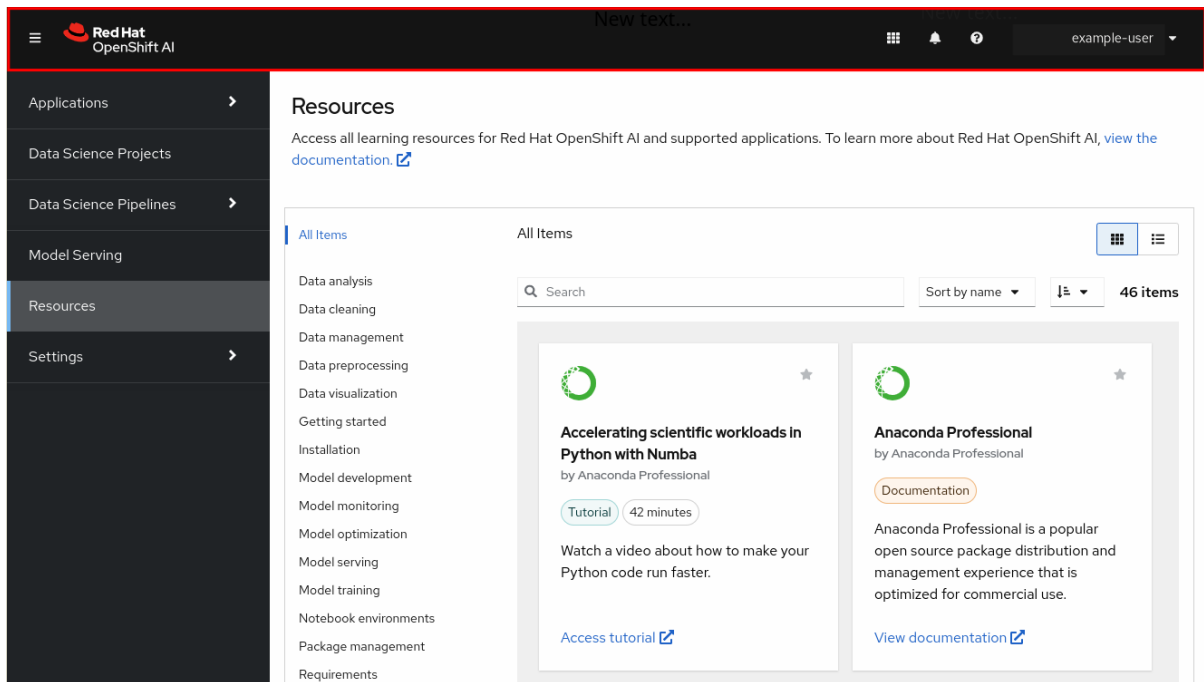 New text...
New text...
Red Hat
OpenShift AI
example-user
Applications
Data Science Projects
Data Science Pipelines
Model Serving
Resources
Settings
Resources
Access all learning resources for Red Hat OpenShift AI and supported applications. To learn more about Red Hat OpenShift AI, view the
documentation.
All Items
Data analysis
Data cleaning
Data management
Data preprocessing
Data visualization
Getting started
Installation
Model development
Model monitoring
Model optimization
Model serving
Model training
Notebook environments
Package management
Requirements
All Items
Search
Sort by name
46 items
Accelerating scientific workloads in
Python with Numba
by Anaconda Professional
Tutorial 42 minutes
Watch a video about how to make your
Python code run faster.
Access tutorial
Anaconda Professional
by Anaconda Professional
Documentation
Anaconda Professional is a popular
open source package distribution and
management experience that is
optimized for commercial use.
View documentation